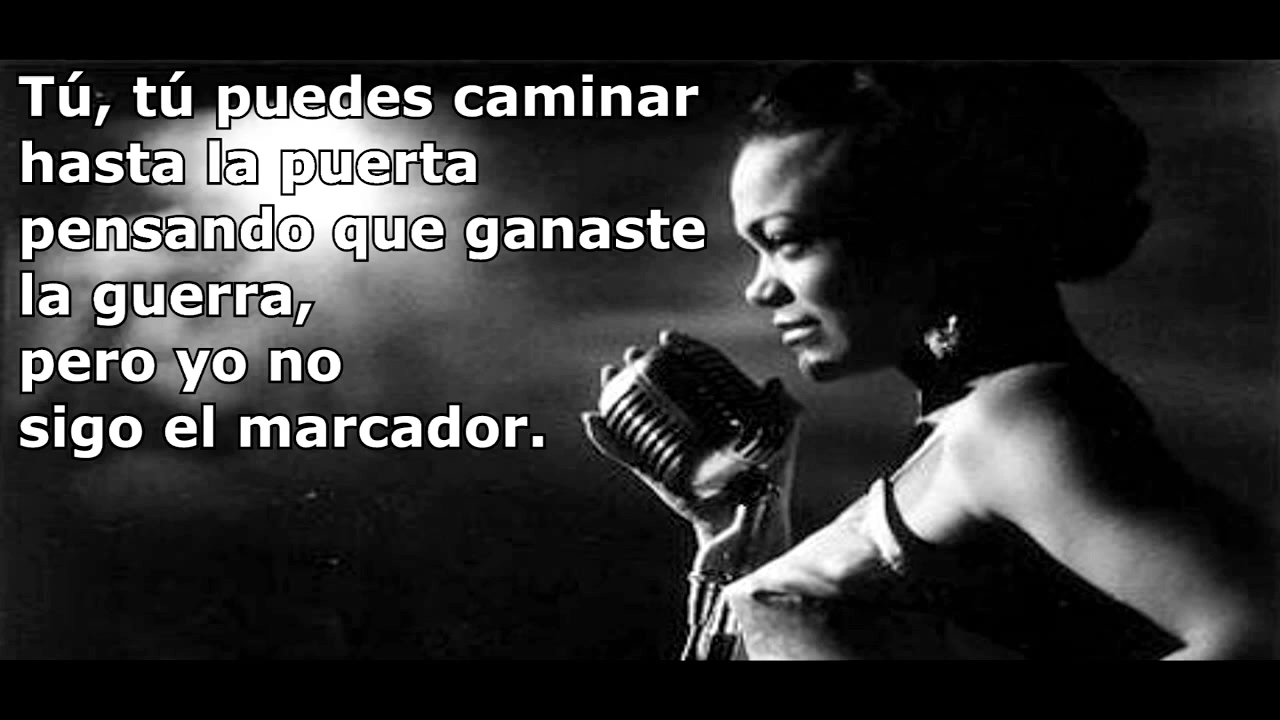 Tú, tú puedes caminar
hasta la puerta
pensando que ganaste
la guerra,
pero yo no
sigo el marcador.